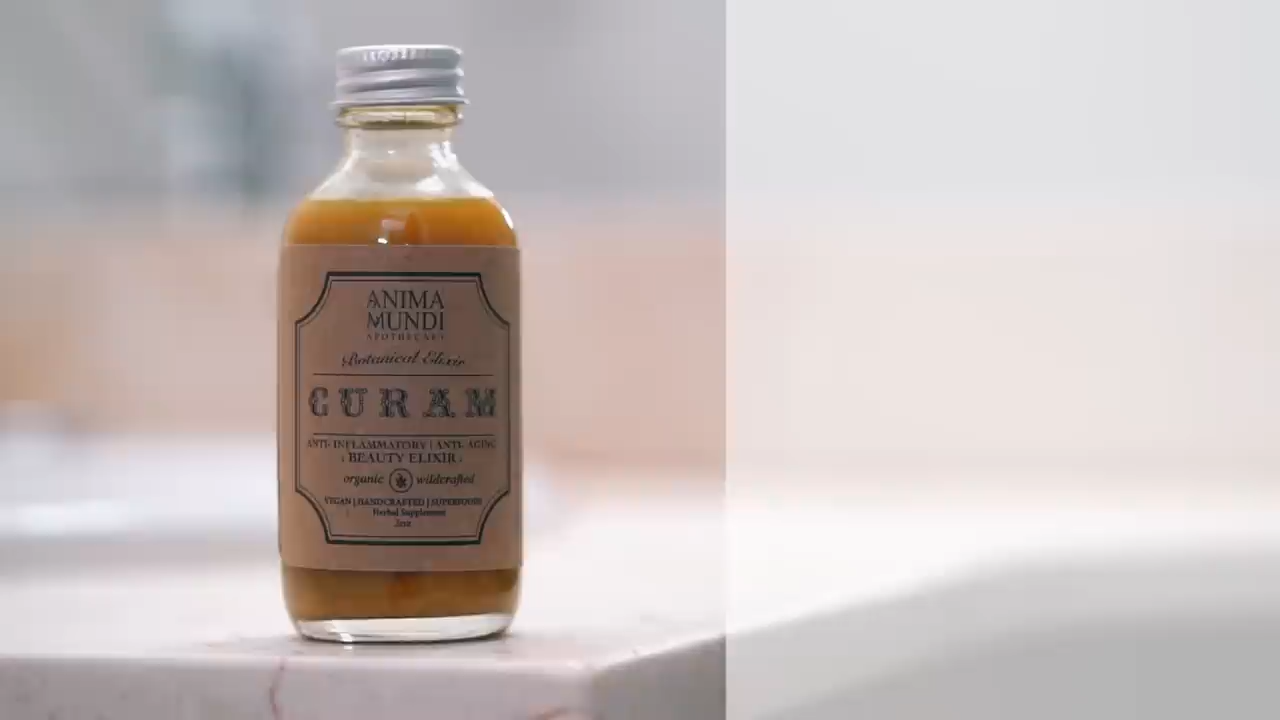 ANIMA
MUNDI
APOTHECARY
Botanical Elixir
CURAM
ANTI-INFLAMMATORY | ANTI-AGING
BEAUTY ELIXIR
organic wildcrafted
VEGAN | HANDCRAFTED | SUPERFOODS
Herbal Supplement
2oz